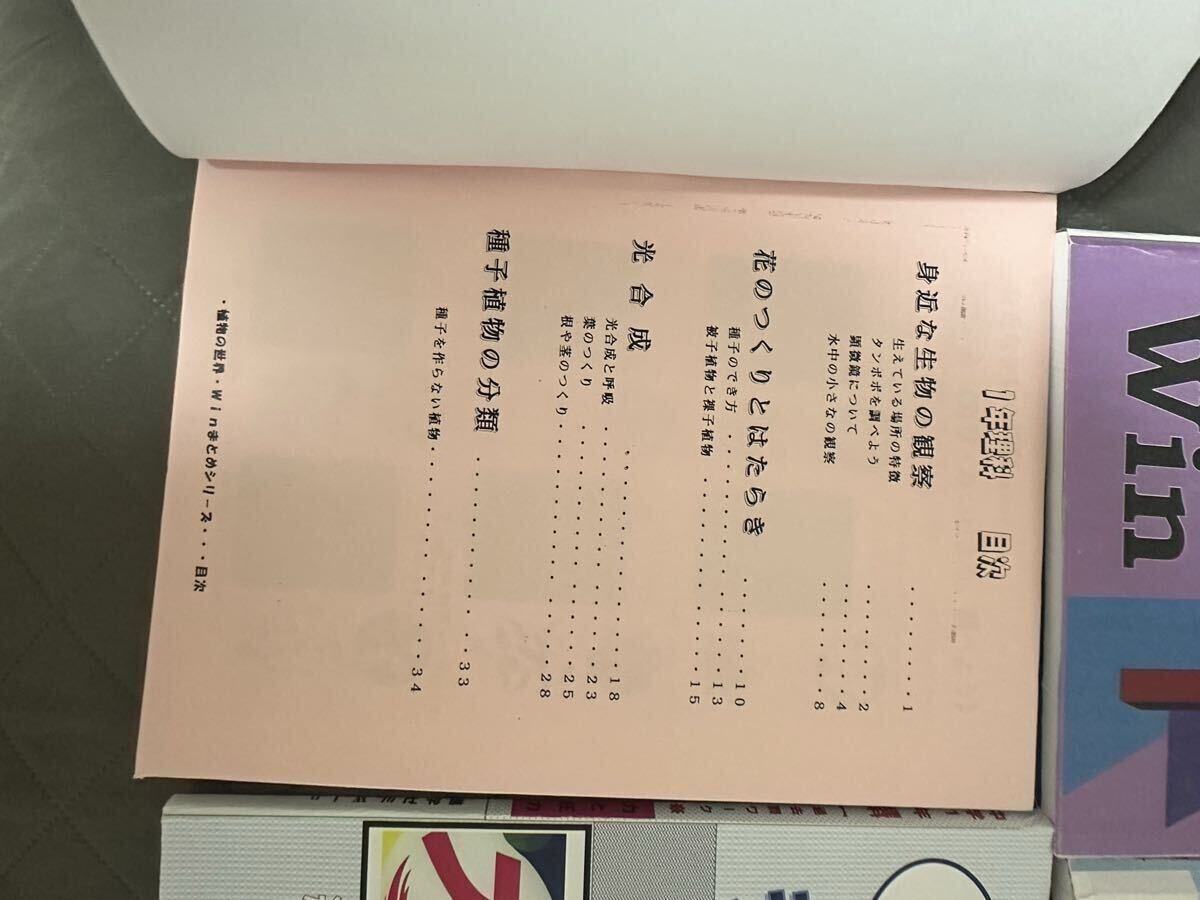 1年理科 目次
身近な生物の観察 ········1
生えている場所の特徴
タンポポを調べよう ·······2
顕微鏡について ·······4
水中の小さなの観察 ·······8
花のつくりとはたらき ······10
種子のでき方 ···········13
被子植物と裸子植物 ·········15
光合成 ···········18
光合成と呼吸 ···········23
葉のつくり ···········25
根や茎のつくり ···········28
種子植物の分類 ·········33
種子を作らない植物 ·········34
・植物の世界・Winまとめシリーズ・・・目次
Win